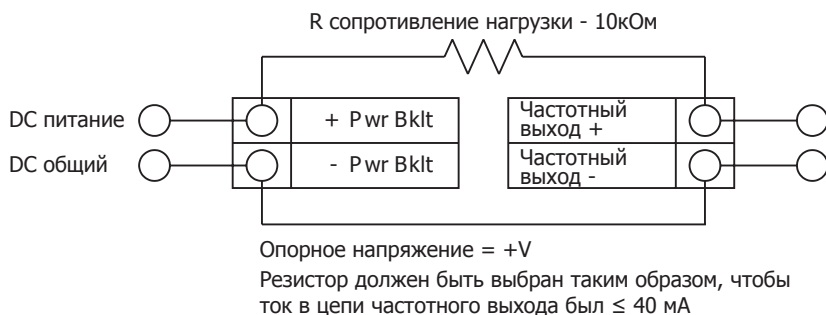 R сопротивление нагрузки - 10кОм
DC питание
+ Pwr Bklt
Частотный
выход +
DC общий
- Pwr Bklt
Частотный
выход -
Опорное напряжение = +V
Резистор должен быть выбран таким образом, чтобы
ток в цепи частотного выхода был ≤ 40 мА